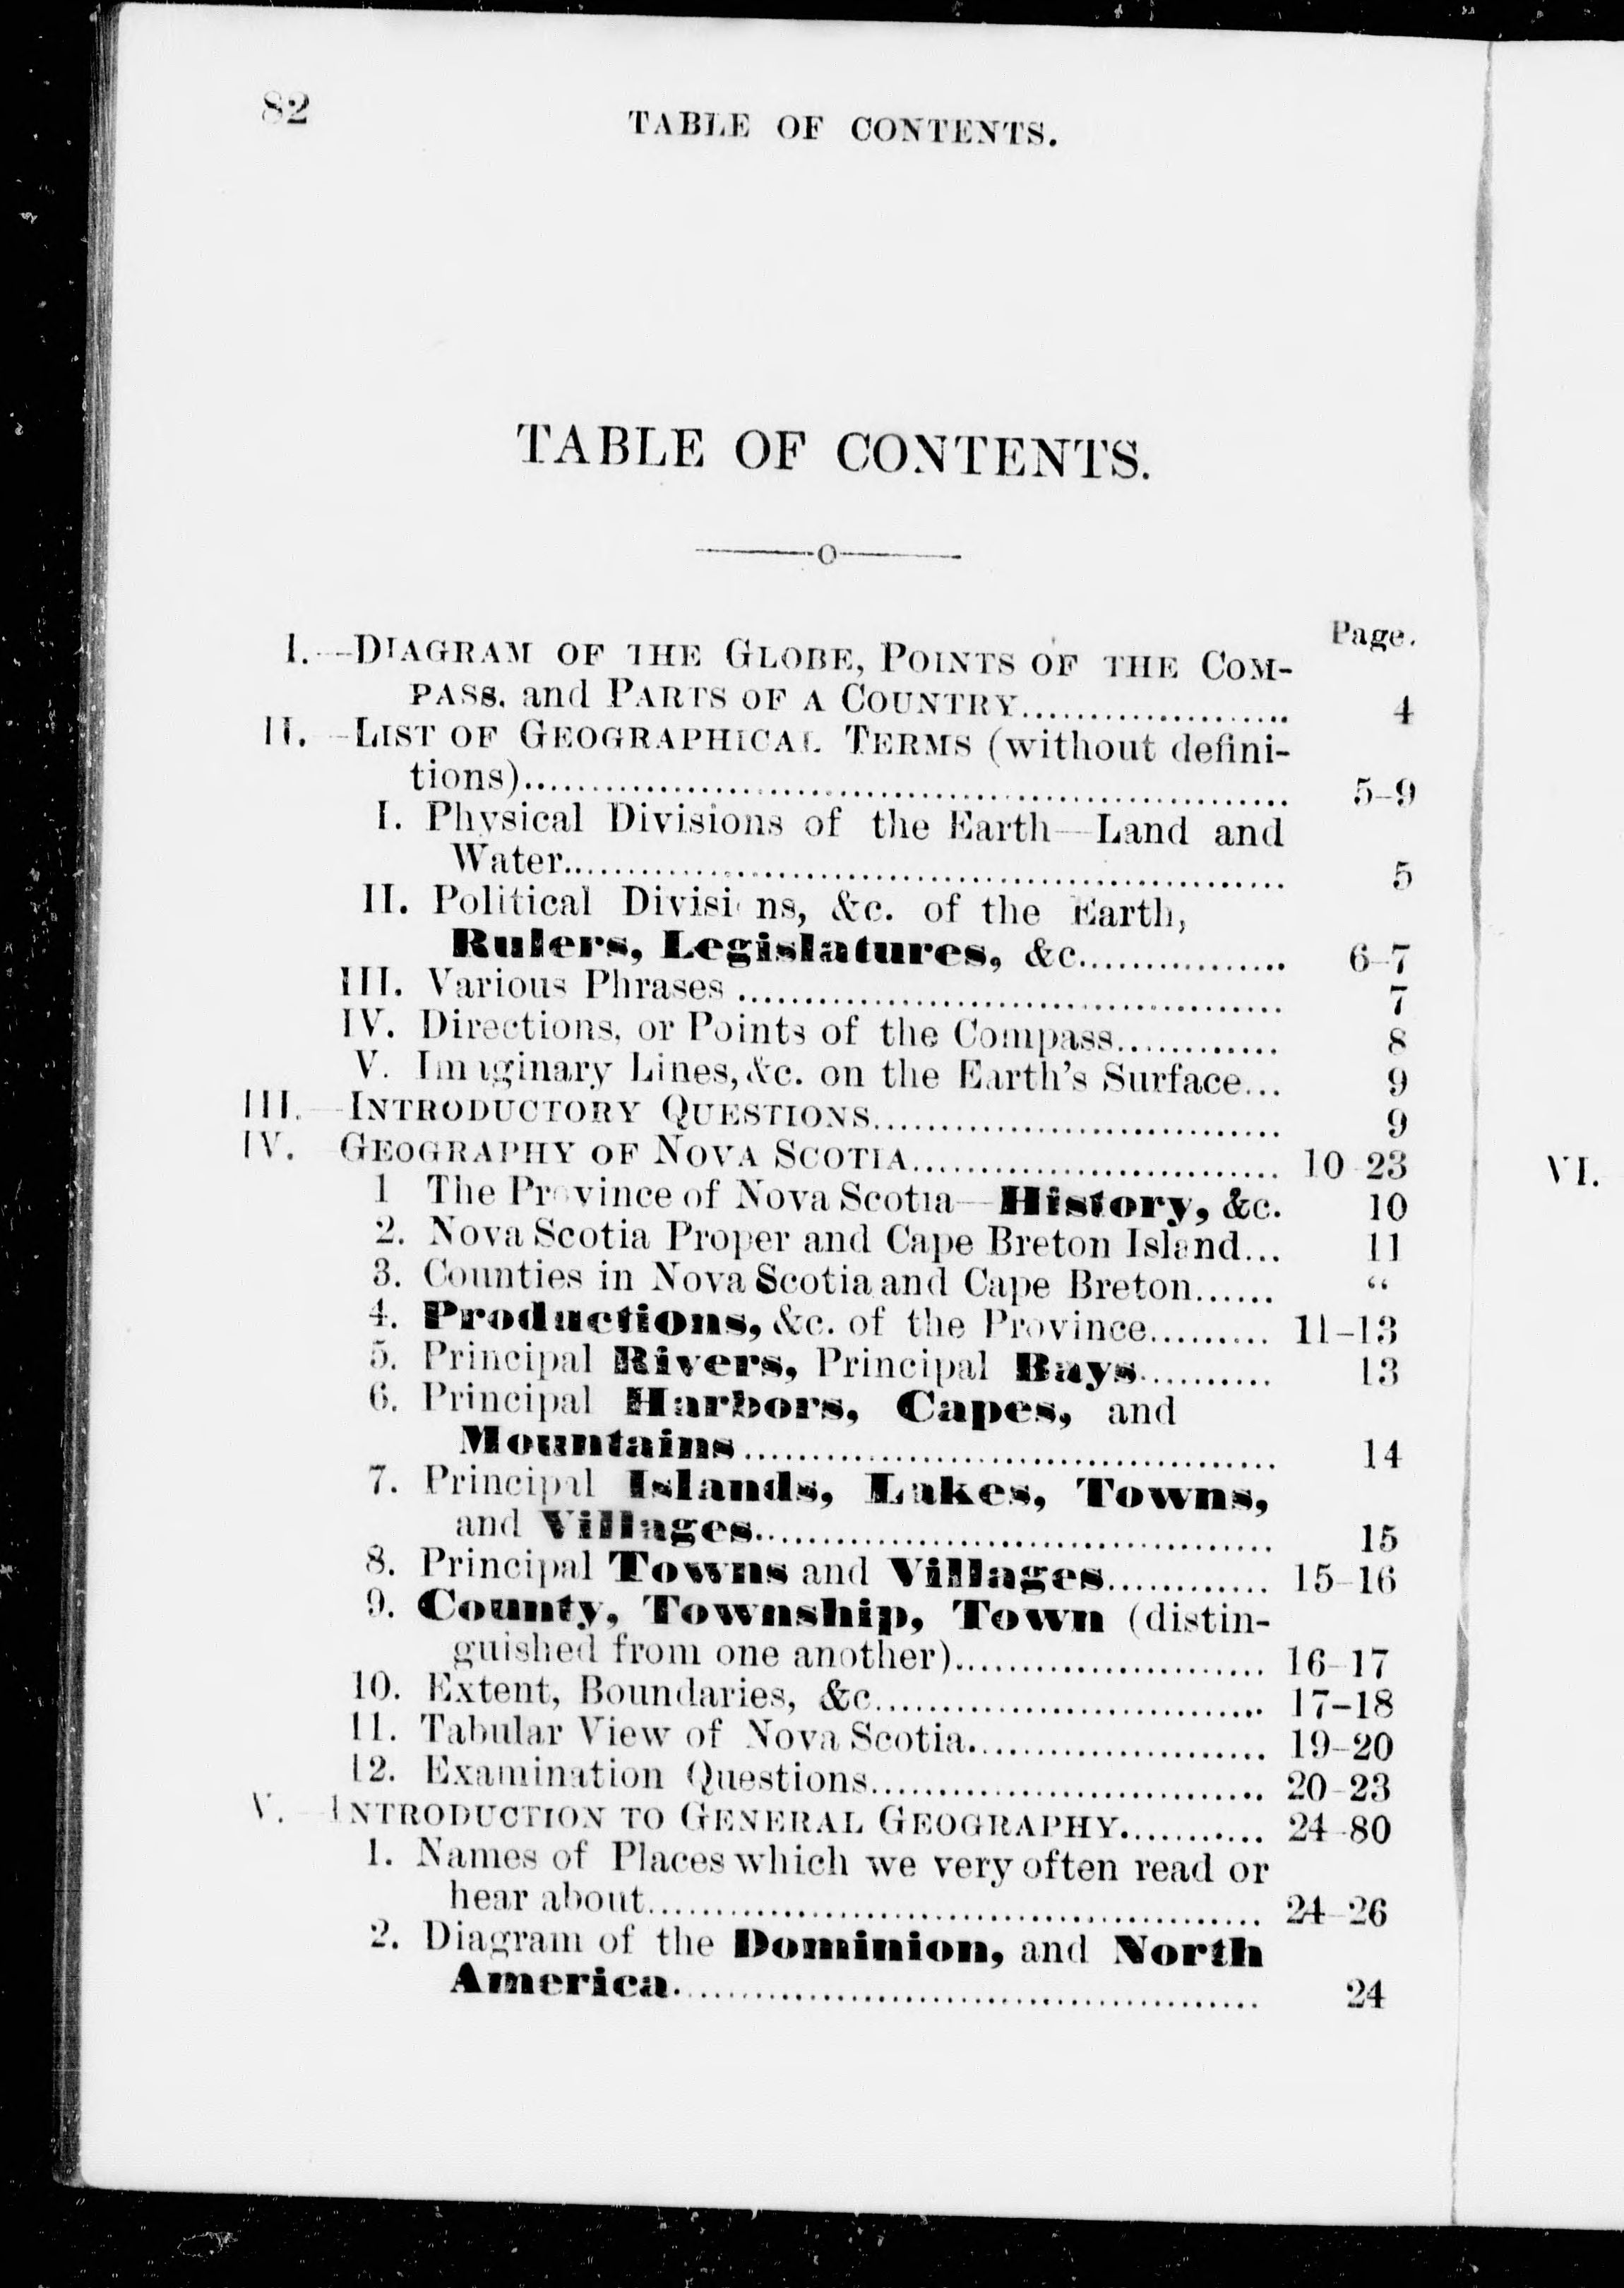 82
TABLE OF CONTENTS.
TABLE OF CONTENTS.
Page.
I.—DIAGRAM OF THE GLOBE, POINTS OF THE COM-
PASS, and PARTS OF A COUNTRY.................... 4
II.—LIST OF GEOGRAPHICAL TERMS (without defini-
tions)........................................................ 5-9
I. Physical Divisions of the Earth—Land and
Water.................................................... 5
II. Political Divisi ns, &c. of the Earth,
Rulers, Legislatures, &c................ 6-7
III. Various Phrases ........................................ 7
IV. Directions, or Points of the Compass............ 8
V. Imaginary Lines, &c. on the Earth's Surface... 9
III.—INTRODUCTORY QUESTIONS.............................. 9
IV. GEOGRAPHY OF NOVA SCOTIA........................... 10-23
1 The Province of Nova Scotia—History, &c. 10
2. Nova Scotia Proper and Cape Breton Island... 11
3. Counties in Nova Scotia and Cape Breton...... “
4. Productions, &c. of the Province......... 11-13
5. Principal Rivers, Principal Bays.......... 13
6. Principal Harbors, Capes, and
Mountains........................................ 14
7. Principal Islands, Lakes, Towns,
and Villages...................................... 15
8. Principal Towns and Villages............ 15-16
9. County, Township, Town (distin-
guished from one another)....................... 16-17
10. Extent, Boundaries, &c............................. 17-18
11. Tabular View of Nova Scotia...................... 19-20
12. Examination Questions............................. 20-23
V.—INTRODUCTION TO GENERAL GEOGRAPHY........... 24-80
1. Names of Places which we very often read or
hear about.............................................. 24-26
2. Diagram of the Dominion, and North
America............................................ 24
VI.